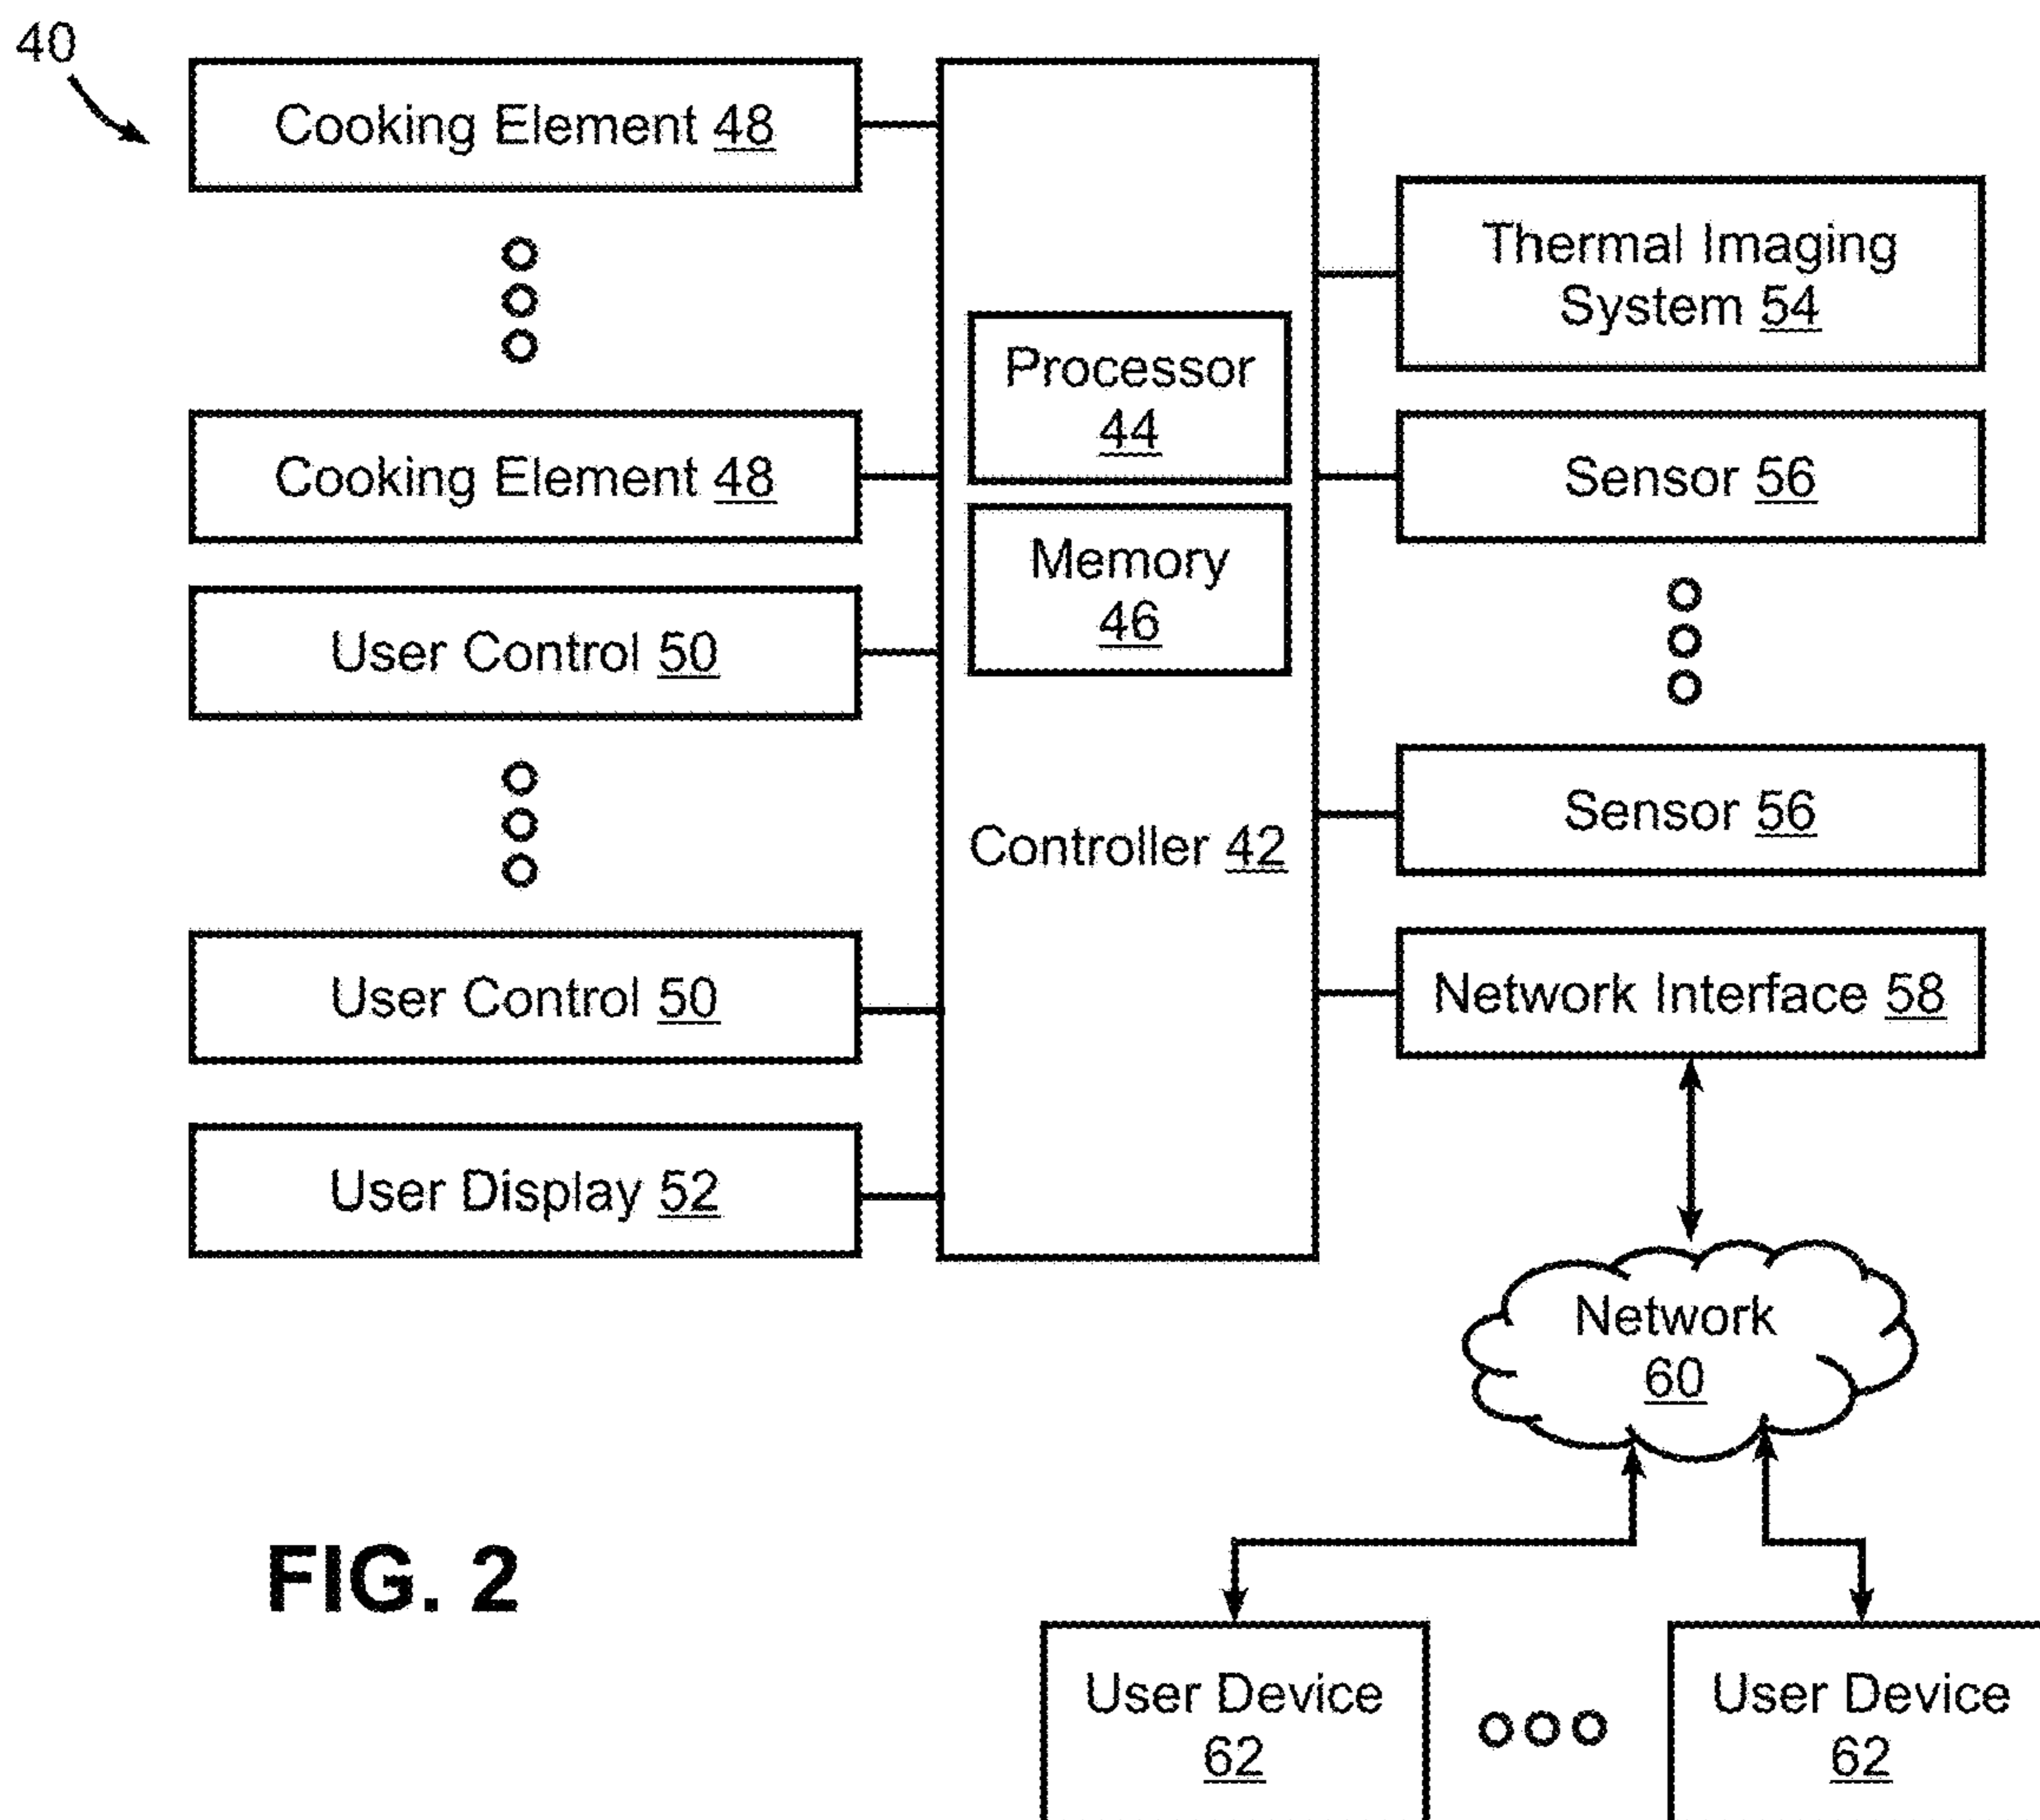 40
Cooking Element 48
Cooking Element 48
User Control 50
User Control 50
User Display 52
Processor
44
Memory
46
Controller 42
Thermal Imaging
System 54
Sensor 56
Sensor 56
Network Interface 58
Network
60
User Device
62
User Device
62
FIG. 2